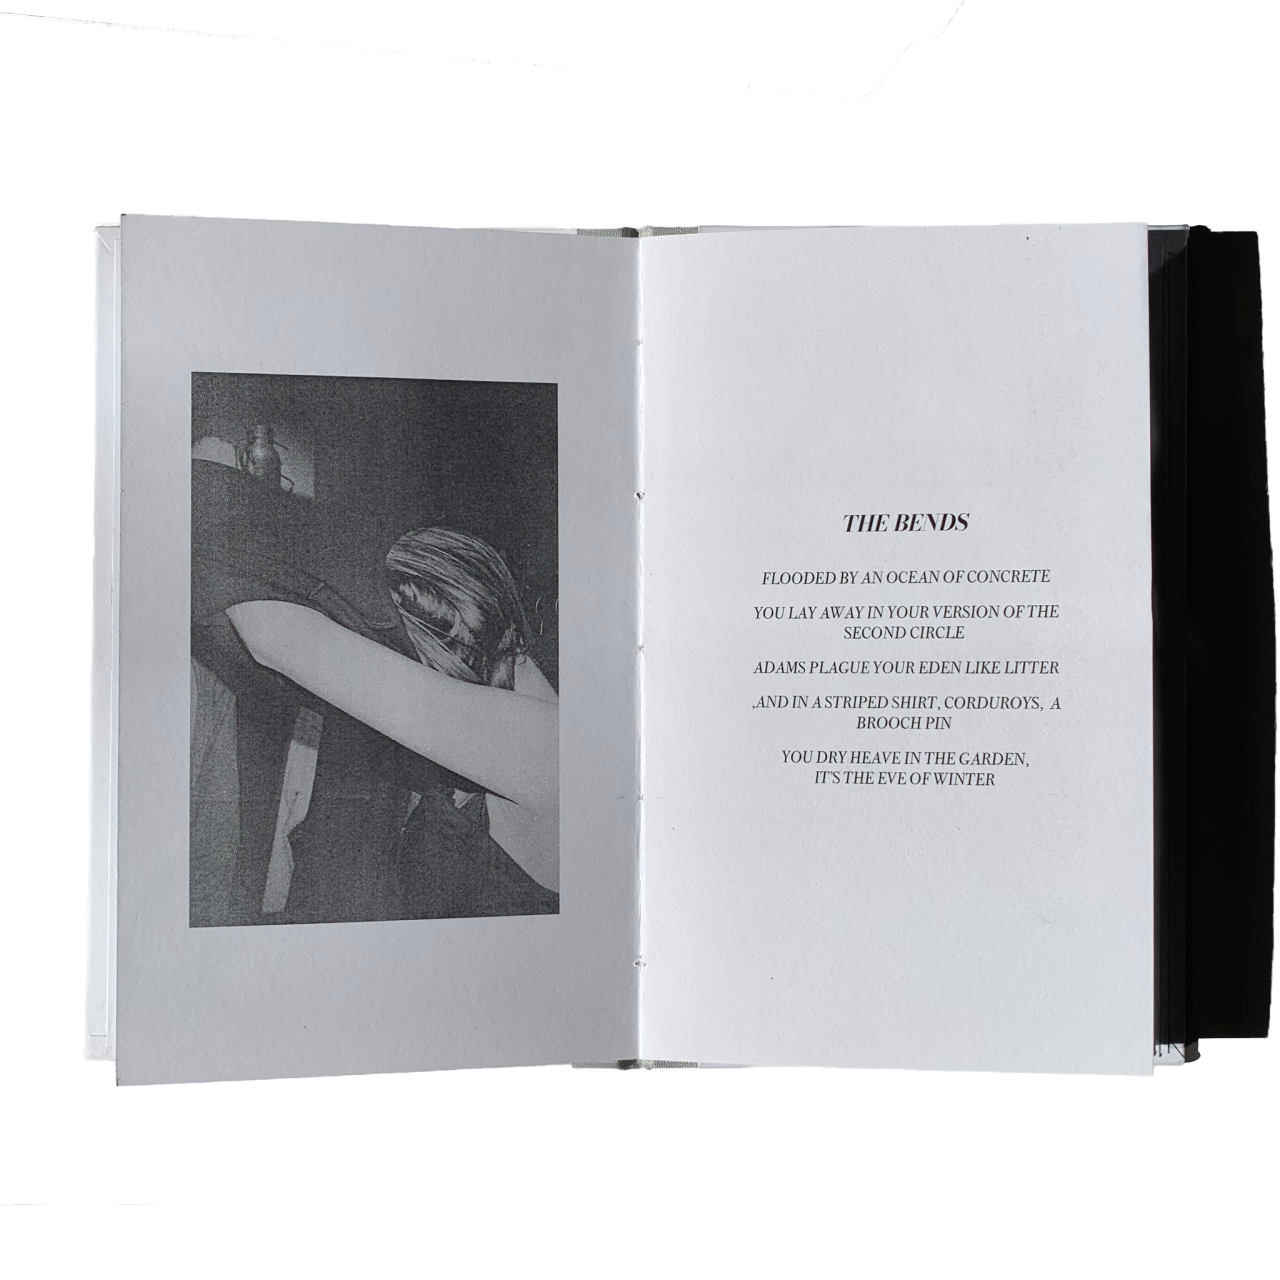 THE BENDS
FLOODED BY AN OCEAN OF CONCRETE
YOU LAY AWAY IN YOUR VERSION OF THE
SECOND CIRCLE
ADAMS PLAGUE YOUR EDEN LIKE LITTER
,AND IN A STRIPED SHIRT, CORDUROYS, A
BROOCH PIN
YOU DRY HEAVE IN THE GARDEN,
IT'S THE EVE OF WINTER